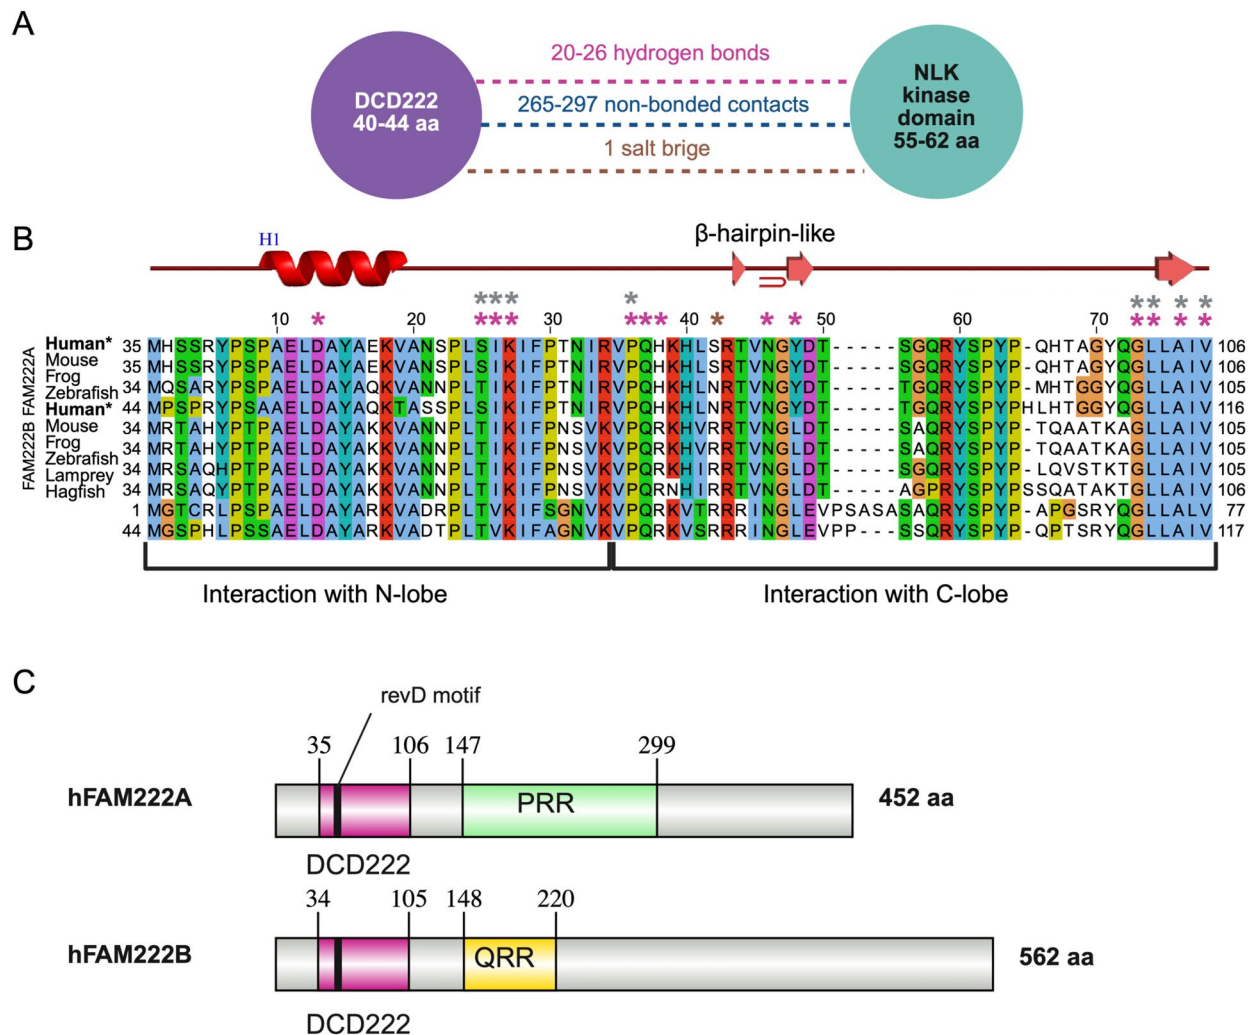 A
DCD222
40-44 aa
20-26 hydrogen bonds
265-297 non-bonded contacts
1 salt brige
NLK
kinase
domain
55-62 aa
B
H1
β-hairpin-like
* *** * **** **
* *** *** * * * ****
10 * 20 30 40 50 60 70
FAM222B FAM222A
Human* 35 MHSSRYPSPAELDAYAEKVANSPLSIKIFPTNIRVPQHKHLSRTVNGYDT-----SGQRYSPYP-QHTAGYQGLLAIV 106
Mouse 35 MHSSRYPSPAELDAYAEKVANSPLSIKIFPTNIRVPQHKHLSRTVNGYDT-----SGQRYSPYP-QHTAGYQGLLAIV 106
Frog 34 MQSARYPSPAELDAYAQKVANSPLTIKIFPTNIRVPQHKHLNRTVNGYDT-----TGQRYSPYP-MHTGGYQGLLAIV 105
Zebrafish 44 MPSPRYPSAAELDAYAQKTASSPLSIKIFPTNIRVPQHKHLNRTVNGYDT-----TGQRYSPYPHLHTGGYQGLLAIV 116
Human* 34 MRTAHYPTPAELDAYAKKVANNPLTIKIFPNSVKVPQRKHVRRTVNGLDT-----SAQRYSPYP-TQAATKAGLLAIV 105
Mouse 34 MRTAHYPTPAELDAYAKKVANNPLTIKIFPNSVKVPQRKHVRRTVNGLDT-----SAQRYSPYP-TQAATKAGLLAIV 105
Frog 34 MRSAQHPTPAELDAYAKKVANNPLTIKIFPNSVKVPQRKHIRRTVNGLDT-----SGQRYSPYP-LQVSTKTGLLAIV 105
Zebrafish 34 MRSAQYPTPAELDAYAKKVANNPLTIKIFPNSVKVPQRNHIRRTVNGLDT-----AGPRYSPYPSSQATAKTGLLAIV 106
Lamprey 1 MGTCRLPSPAELDAYAKKVADRPLTVKIFSGNVKVPQRKVTRRRINGLEVPSASASAQRYSPYP-APGSRYQGLLALV 77
Hagfish 44 MGSPHLPSSAELDAYAKKVADTPLTVKIFAGNVKVPQRKVSRRRINGLEVPP---SSQRYSPYP-QPTSRYQGLLAIV 117
Interaction with N-lobe
Interaction with C-lobe
C
revD motif
35 106 147 299
hFAM222A
PRR
452 aa
DCD222
34 105 148 220
hFAM222B
QRR
562 aa
DCD222